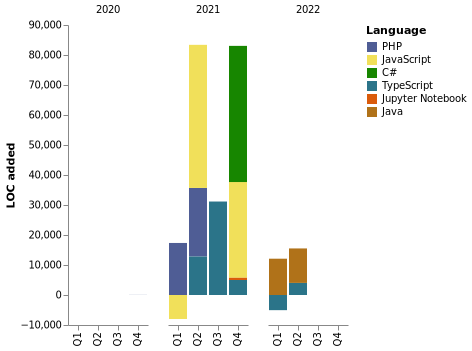 2020 2021 2022
90,000
80,000
70,000
60,000
50,000
40,000
30,000
20,000
10,000
0
−10,000
LOC added
Q1 Q2 Q3 Q4 Q1 Q2 Q3 Q4 Q1 Q2 Q3 Q4
Language
PHP
JavaScript
C#
TypeScript
Jupyter Notebook
Java